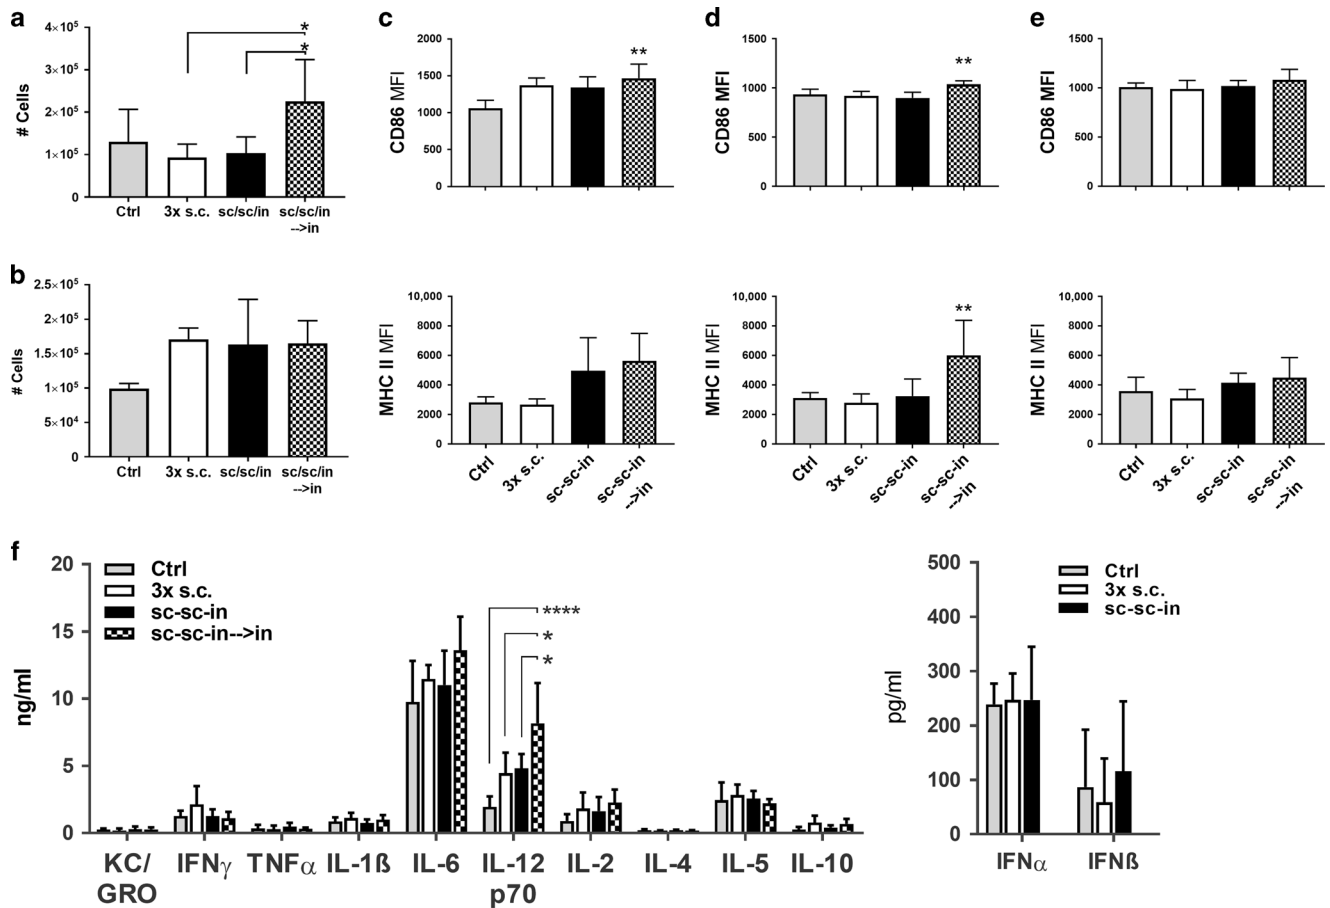 a
# Cells
4×10⁵
3×10⁵
2×10⁵
1×10⁵
0
*
*
Ctrl 3x s.c. sc/sc/in sc/sc/in
-->in
c
CD86 MFI
2000
1500
1000
500
0
**
d
CD86 MFI
1500
1000
500
0
**
e
CD86 MFI
1500
1000
500
0
b
# Cells
2.5×10⁵
2×10⁵
1.5×10⁵
1×10⁵
5×10⁴
0
Ctrl 3x s.c. sc/sc/in sc/sc/in
-->in
MHC II MFI
10,000
8000
6000
4000
2000
0
Ctrl
3x s.c.
sc-sc-in
sc-sc-in
-->in
MHC II MFI
10,000
8000
6000
4000
2000
0
**
Ctrl
3x s.c.
sc-sc-in
sc-sc-in
-->in
MHC II MFI
10,000
8000
6000
4000
2000
0
Ctrl
3x s.c.
sc-sc-in
sc-sc-in
-->in
f
ng/ml
20
15
10
5
0
Ctrl
3x s.c.
sc-sc-in
sc-sc-in-->in
****
*
*
KC/ IFNγ TNFα IL-1ß IL-6 IL-12 IL-2 IL-4 IL-5 IL-10
GRO p70
pg/ml
500
400
300
200
100
0
Ctrl
3x s.c.
sc-sc-in
IFNα IFNß